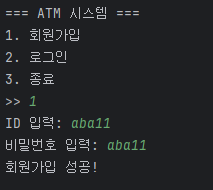 === ATM 시스템 ===
1. 회원가입
2. 로그인
3. 종료
>> 1
ID 입력: aba11
비밀번호 입력: aba11
회원가입 성공!